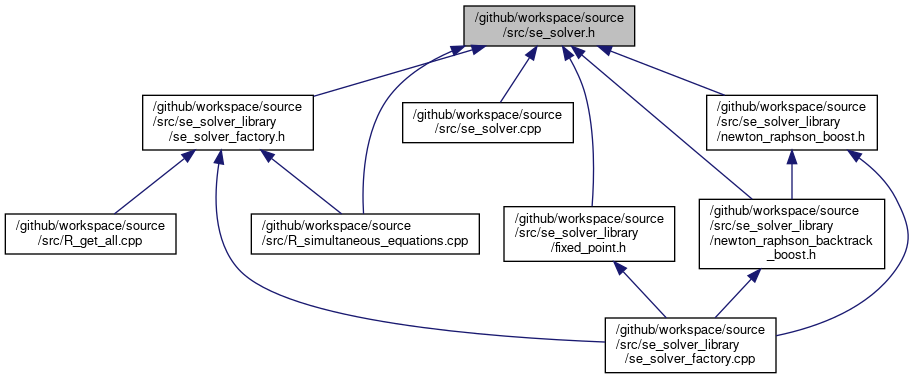 /github/workspace/source
/src/se_solver.h
/github/workspace/source
/src/se_solver_library
/se_solver_factory.h
/github/workspace/source
/src/se_solver.cpp
/github/workspace/source
/src/se_solver_library
/newton_raphson_boost.h
/github/workspace/source
/src/R_get_all.cpp
/github/workspace/source
/src/R_simultaneous_equations.cpp
/github/workspace/source
/src/se_solver_library
/fixed_point.h
/github/workspace/source
/src/se_solver_library
/newton_raphson_backtrack
_boost.h
/github/workspace/source
/src/se_solver_library
/se_solver_factory.cpp